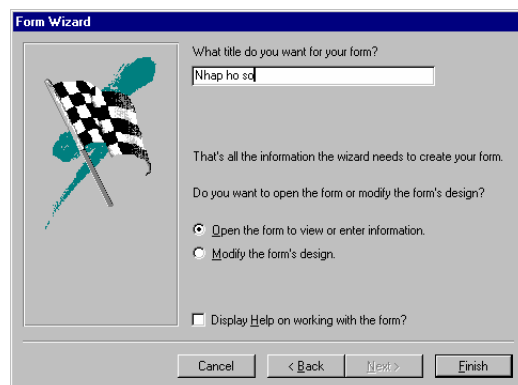 Form Wizard
What title do you want for your form?
Nhap ho so
That's all the information the wizard needs to create your form.
Do you want to open the form or modify the form's design?
Open the form to view or enter information.
Modify the form's design.
Display Help on working with the form?
Cancel
< Back
Next >
Finish